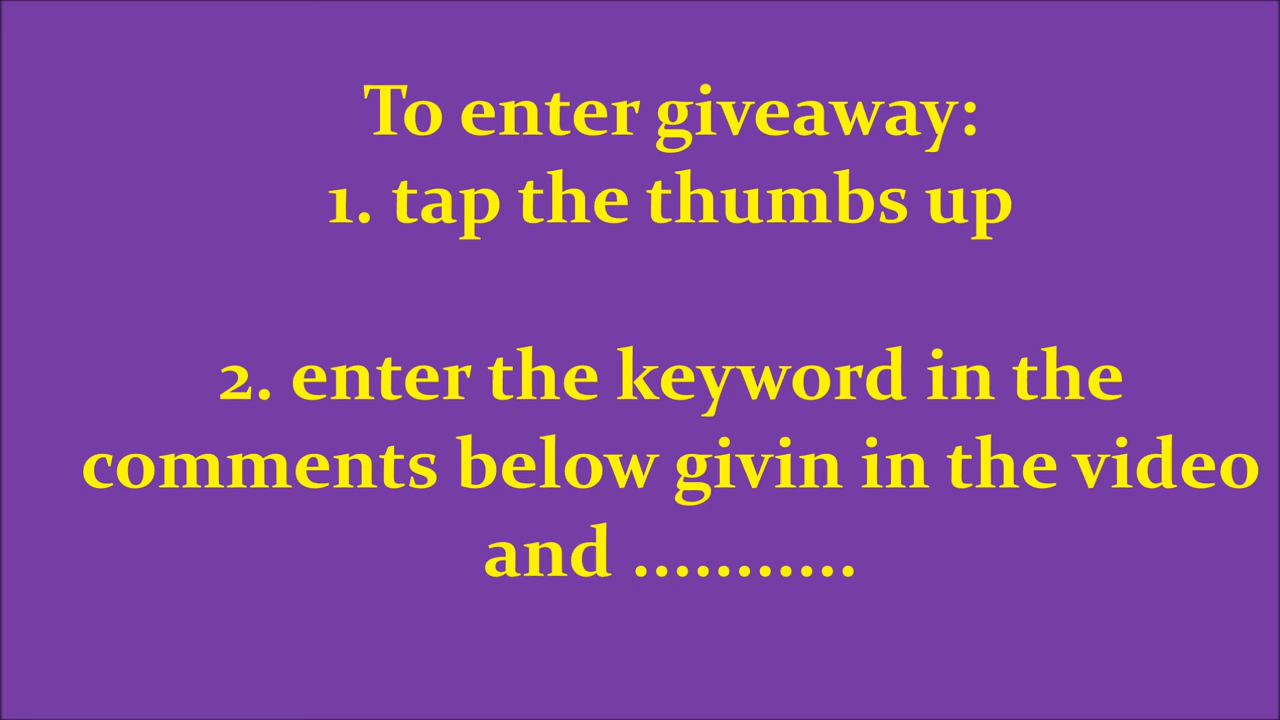 To enter giveaway:
1. tap the thumbs up
2. enter the keyword in the
comments below givin in the video
and ...........